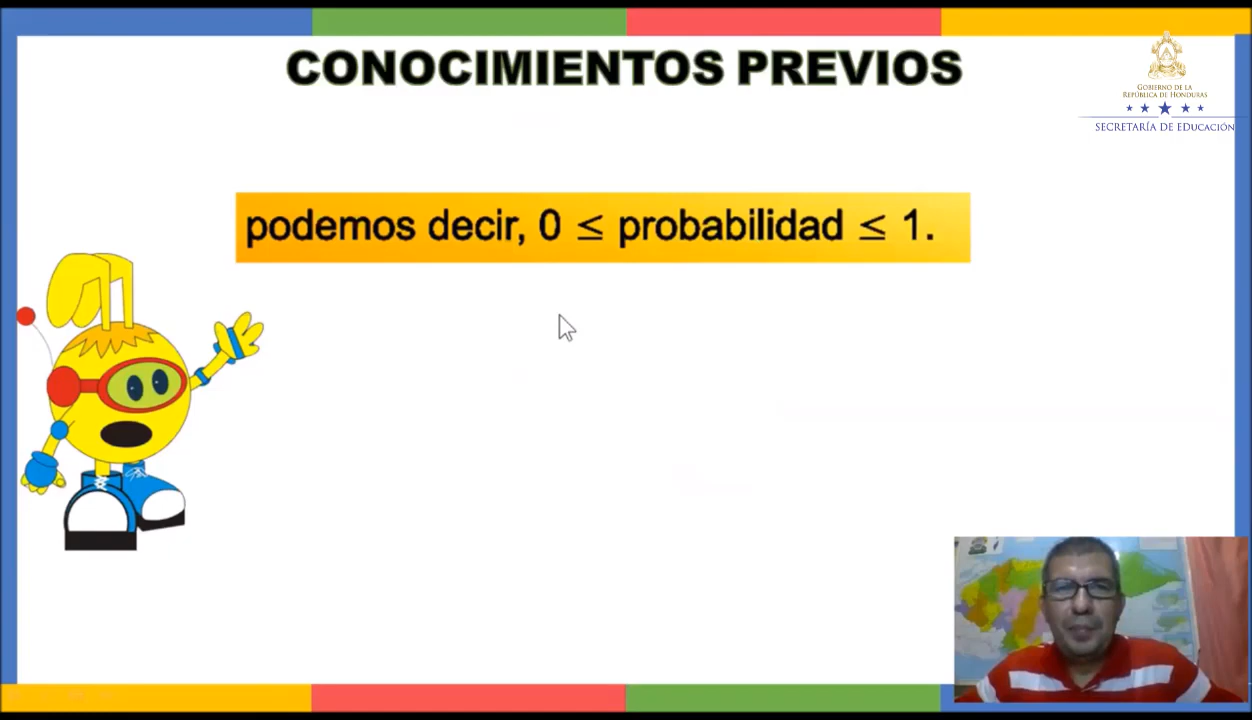 CONOCIMIENTOS PREVIOS
GOBIERNO DE LA
REPÚBLICA DE HONDURAS
SECRETARÍA DE EDUCACIÓN
podemos decir, 0 ≤ probabilidad ≤ 1.